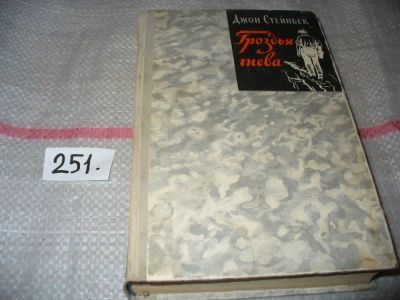 Джон Стейнбек
Гроздья
гнева
251.